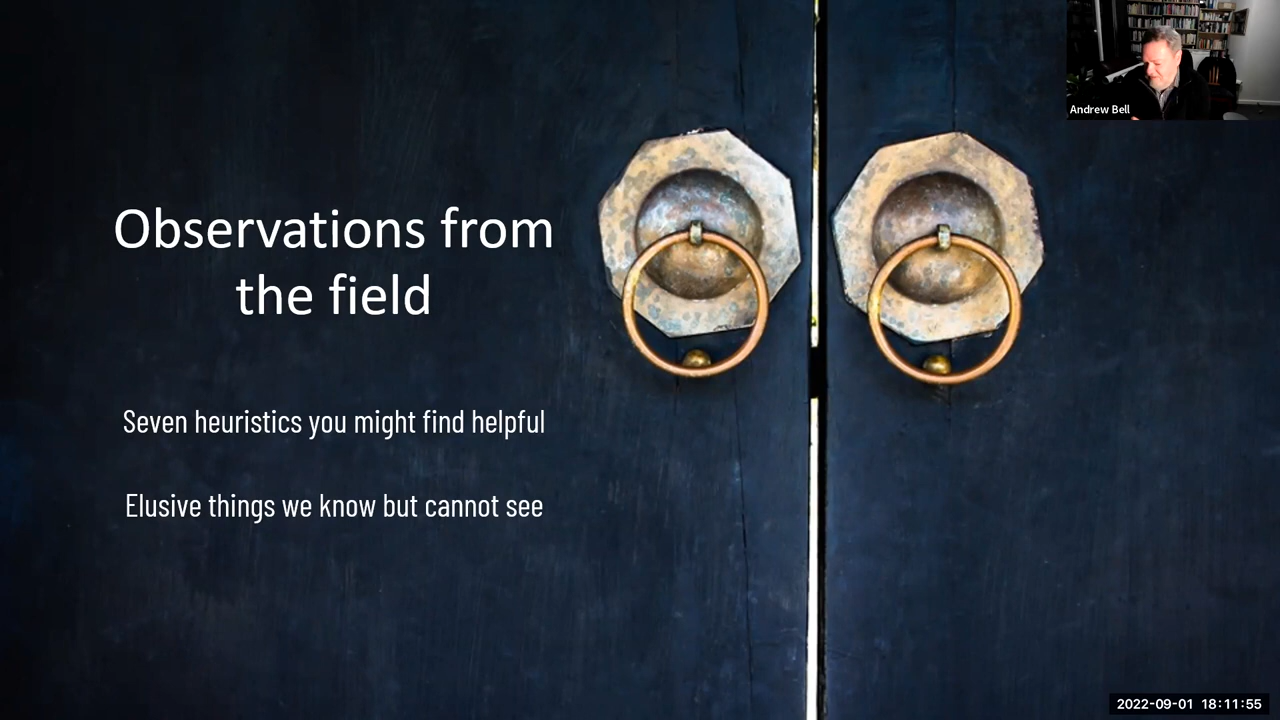 Observations from
the field
Seven heuristics you might find helpful
Elusive things we know but cannot see
Andrew Bell
2022-09-01 18:11:55